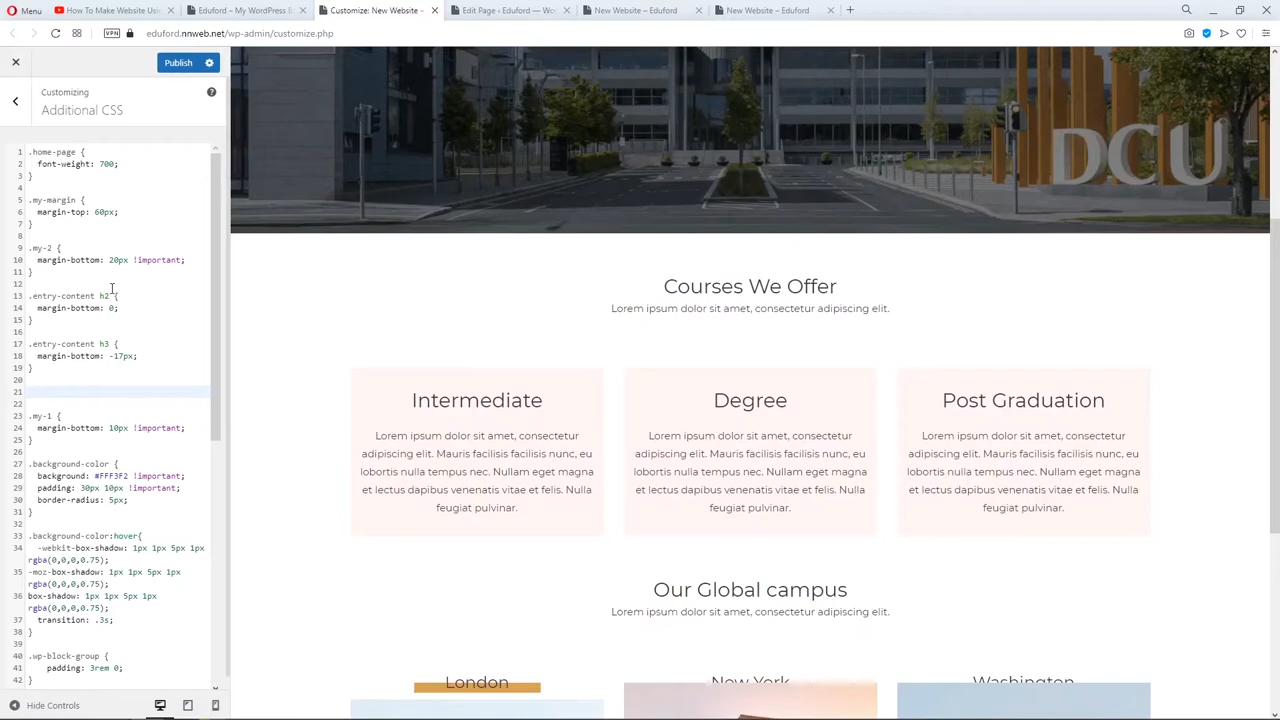 Menu
How To Make Website Using
Eduford – My WordPress B
Customize: New Website –
Edit Page ‹ Eduford — Wo
New Website – Eduford
New Website – Eduford
VPN
eduford.nnweb.net/wp-admin/customize.php
Publish
Customizing
Additional CSS
1 .home-page {
2 font-weight: 700;
3 }
4
5 .my-margin {
6 margin-top: 60px;
7 }
8
9 .my-2 {
10 margin-bottom: 20px !important;
11 }
12
13 .entry-content h2 {
14 margin-bottom: 0;
15 }
16
17 .entry-content h3 {
18 margin-bottom: -17px;
19 }
20
21
22
23 .my-1 {
24 margin-bottom: 10px !important;
25 }
26
27 .background-color {
28 background: #FFF3F2 !important;
29 padding: 30px 10px !important;
30 border-radius: 5px;
31 }
32
33 .background-color:hover{
34 -webkit-box-shadow: 1px 1px 5px 1px
rgba(0,0,0,0.75);
35 -moz-box-shadow: 1px 1px 5px 1px
rgba(0,0,0,0.75);
36 box-shadow: 1px 1px 5px 1px
rgba(0,0,0,0.75);
37 transition: .3s;
38 }
39
40 .wp-block-group {
41 padding: 3rem 0;
42 }
Hide Controls
DCU
Courses We Offer
Lorem ipsum dolor sit amet, consectetur adipiscing elit.
Intermediate
Lorem ipsum dolor sit amet, consectetur
adipiscing elit. Mauris facilisis facilisis nunc, eu
lobortis nulla tempus nec. Nullam eget magna
et lectus dapibus venenatis vitae et felis. Nulla
feugiat pulvinar.
Degree
Lorem ipsum dolor sit amet, consectetur
adipiscing elit. Mauris facilisis facilisis nunc, eu
lobortis nulla tempus nec. Nullam eget magna
et lectus dapibus venenatis vitae et felis. Nulla
feugiat pulvinar.
Post Graduation
Lorem ipsum dolor sit amet, consectetur
adipiscing elit. Mauris facilisis facilisis nunc, eu
lobortis nulla tempus nec. Nullam eget magna
et lectus dapibus venenatis vitae et felis. Nulla
feugiat pulvinar.
Our Global campus
Lorem ipsum dolor sit amet, consectetur adipiscing elit.
London
New York
Washington